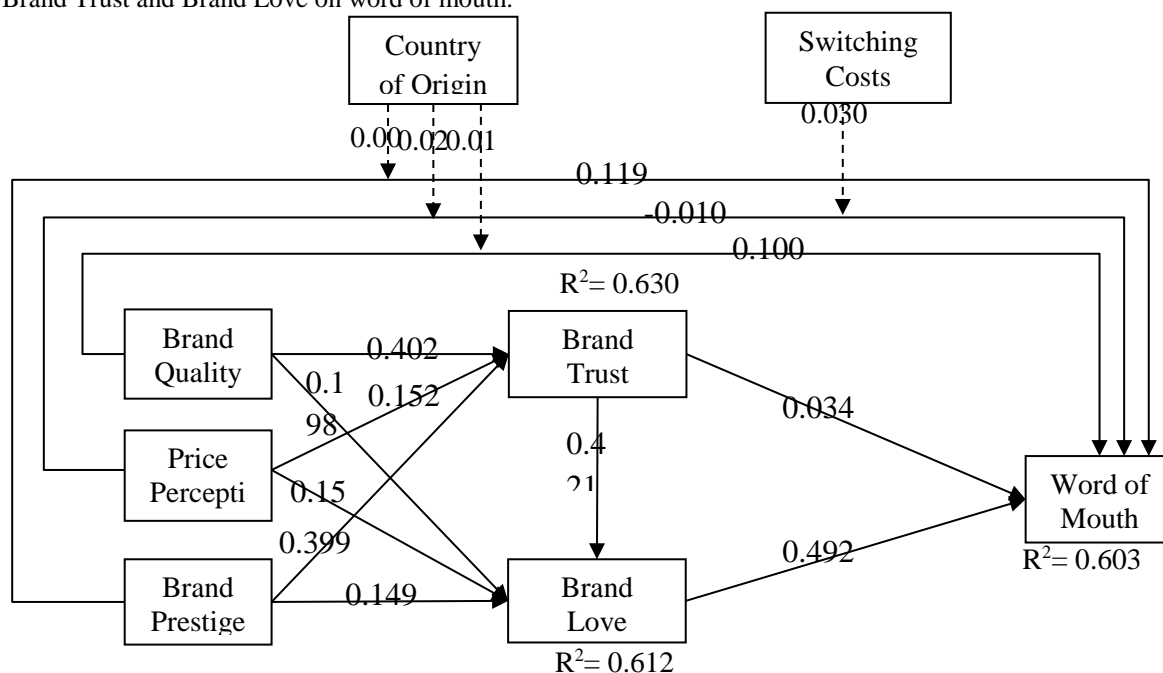 Brand Trust and Brand Love on word of mouth.
Country
of Origin
Switching
Costs
0.00
0.02
0.01
0.030
0.119
-0.010
0.100
R²= 0.630
Brand
Quality
0.402
Brand
Trust
0.1
98
0.152
0.034
0.4
21
Price
Percepti
0.15
Word of
Mouth
0.399
0.492
R²= 0.603
Brand
Prestige
0.149
Brand
Love
R²= 0.612